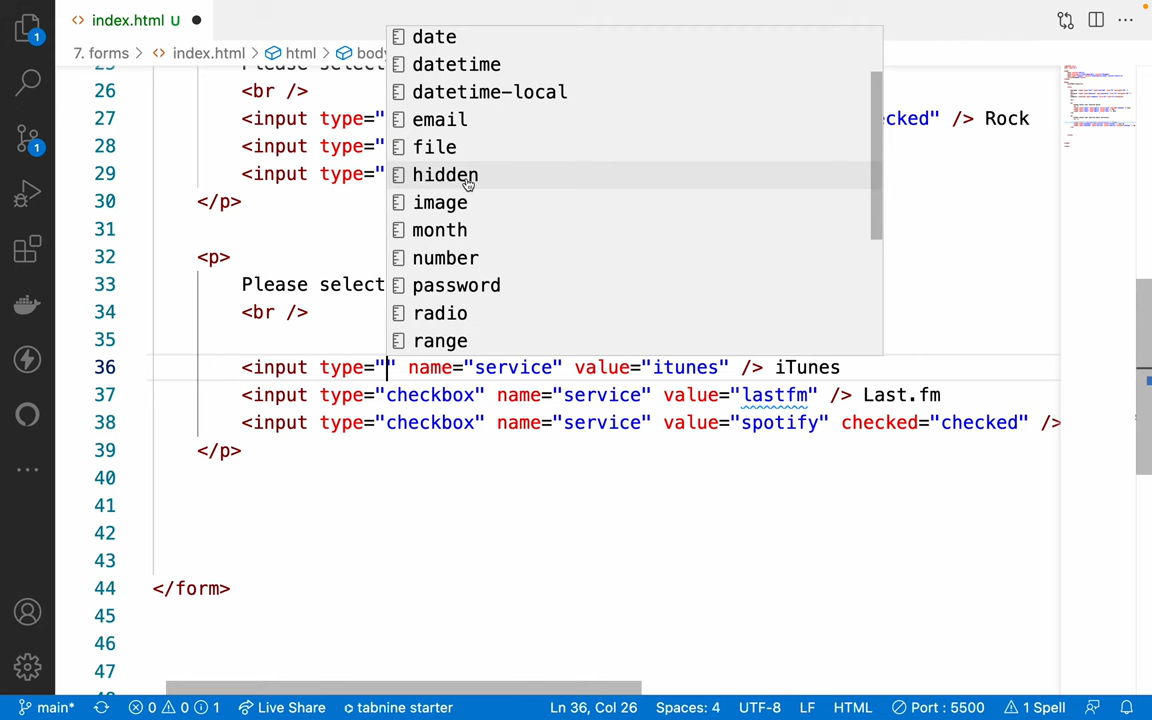 index.html U
7. forms > index.html > html > body
date
datetime
datetime-local
email
file
hidden
image
month
number
password
radio
range
Please select
26 <br />
27 <input type=" cked" /> Rock
28 <input type="
29 <input type="
30 </p>
31
32 <p>
33 Please select
34 <br />
35
36 <input type="" name="service" value="itunes" /> iTunes
37 <input type="checkbox" name="service" value="lastfm" /> Last.fm
38 <input type="checkbox" name="service" value="spotify" checked="checked" />
39 </p>
40
41
42
43
44 </form>
45
46
47
1
1
main* 0 0 1 Live Share tabnine starter Ln 36, Col 26 Spaces: 4 UTF-8 LF HTML Port : 5500 1 Spell